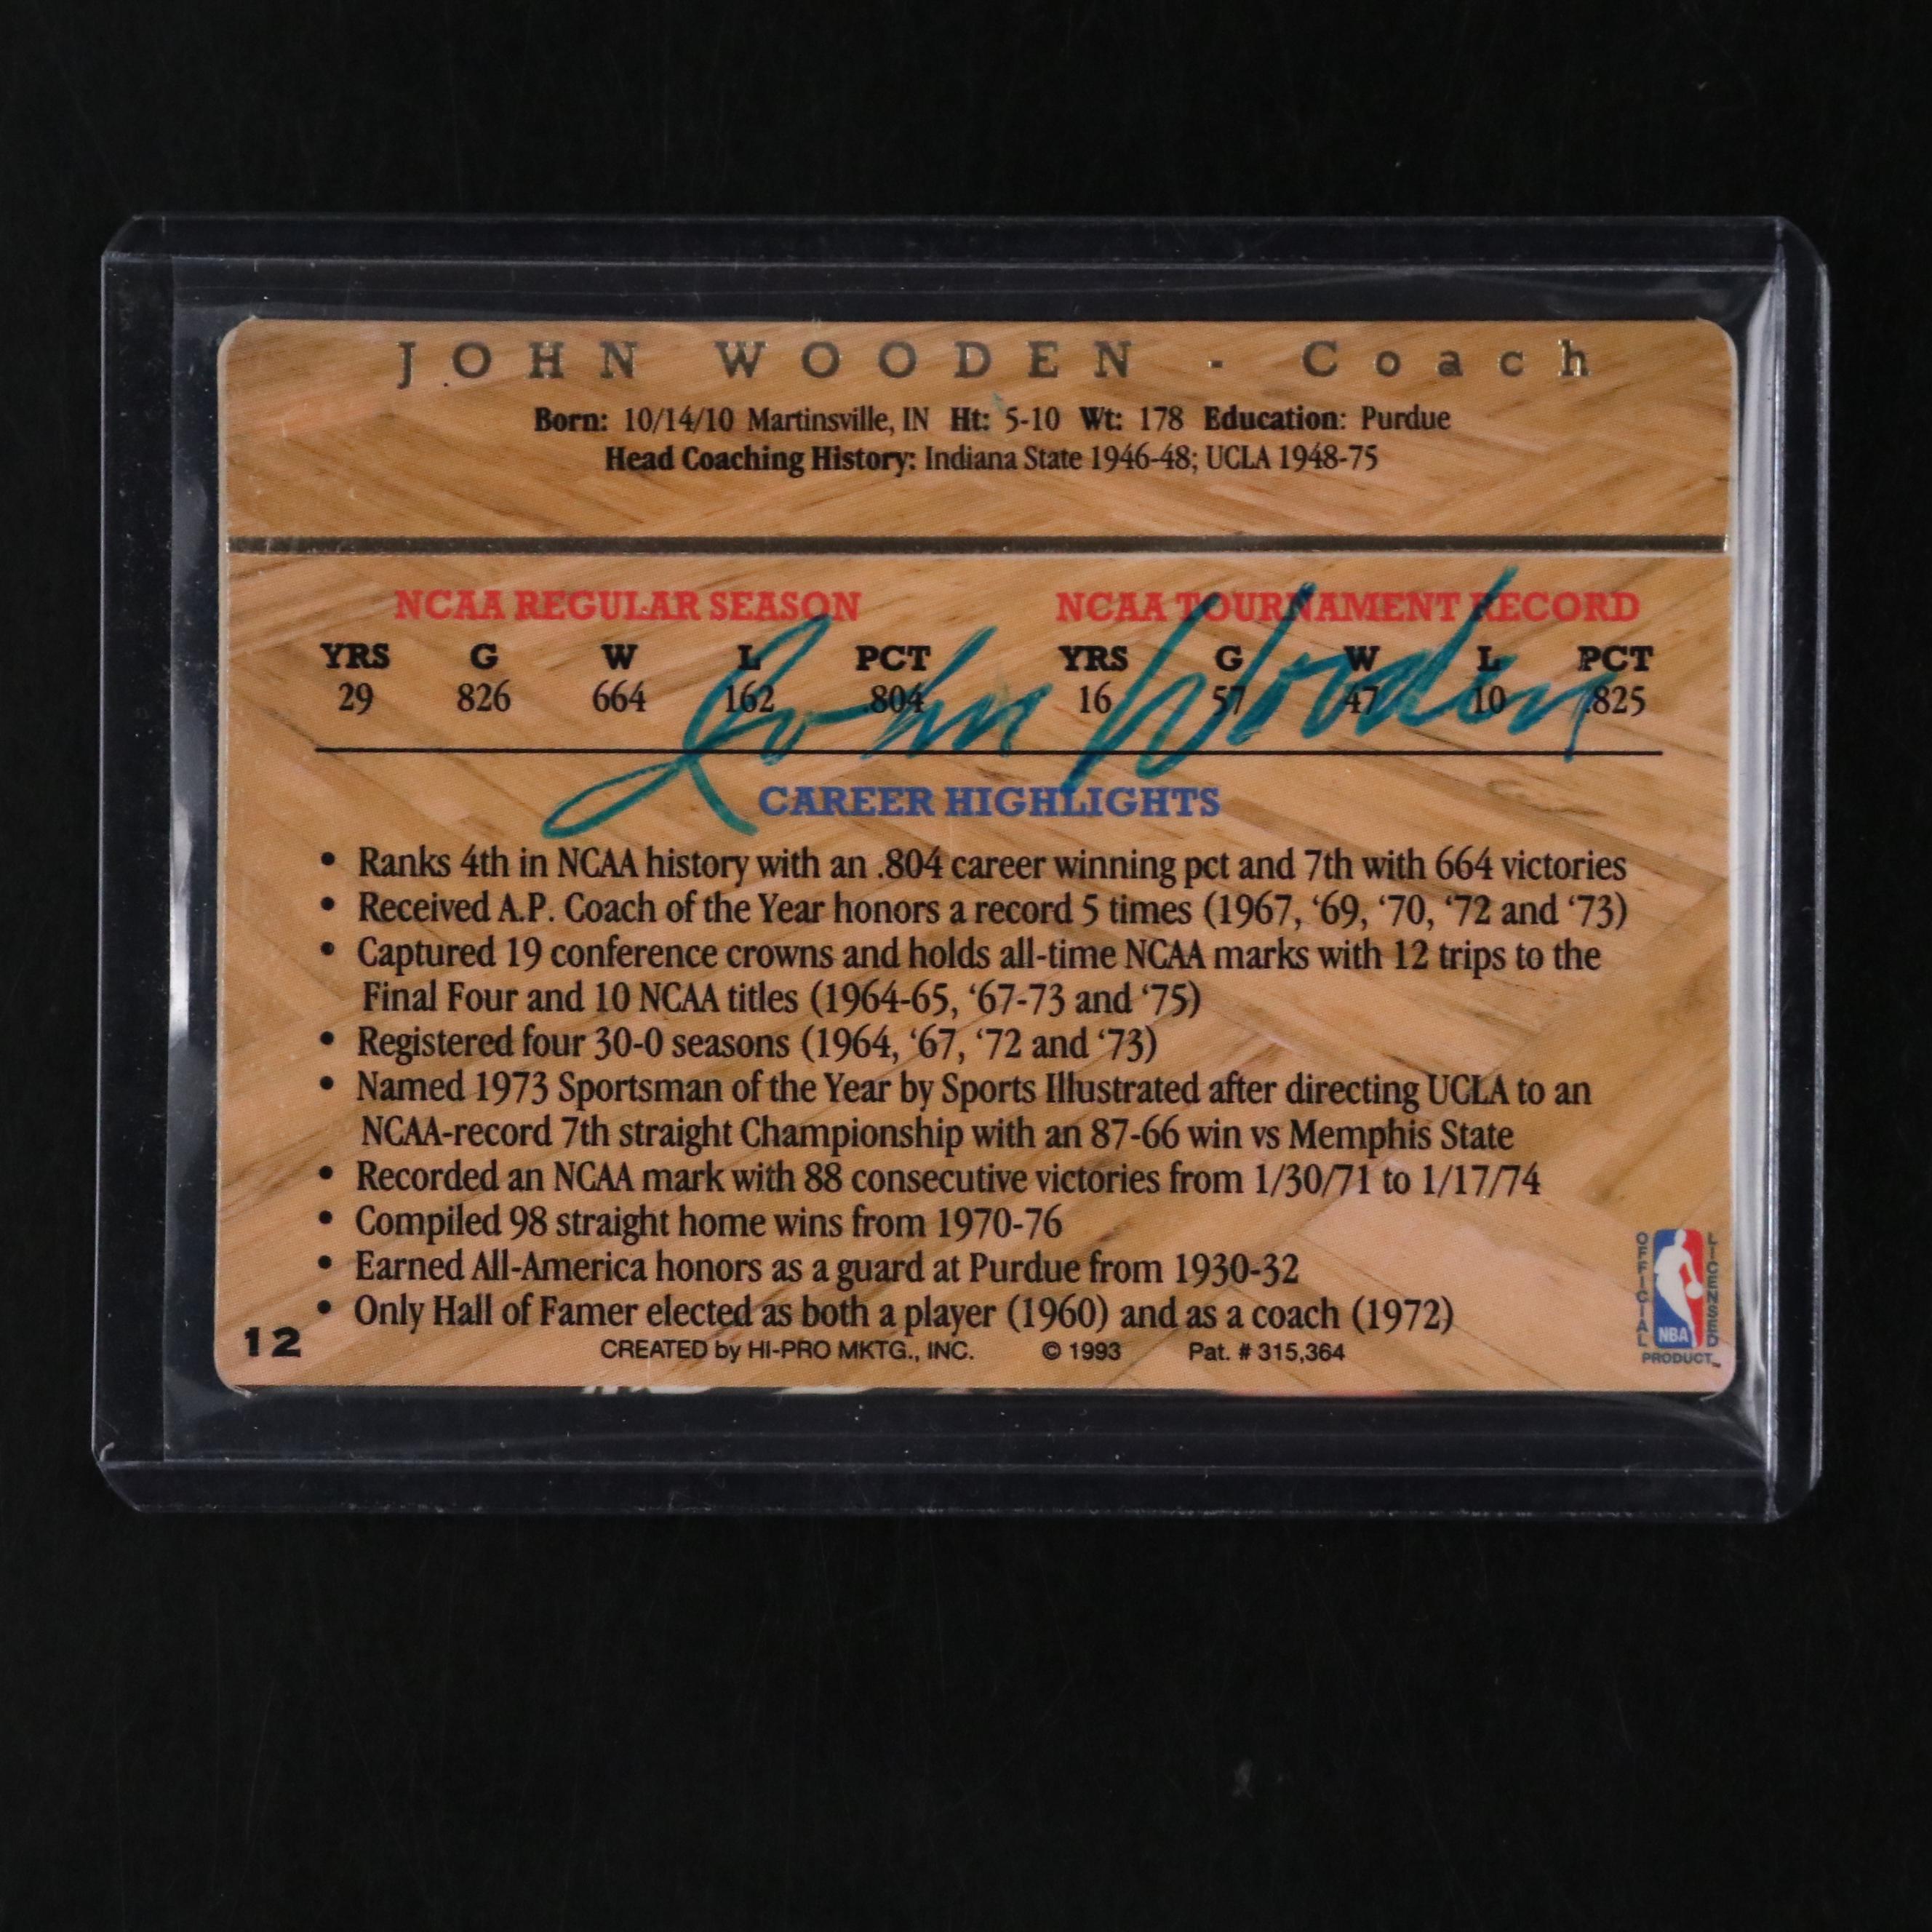 JOHN WOODEN - Coach
Born: 10/14/10 Martinsville, IN Ht: 5-10 Wt: 178 Education: Purdue
Head Coaching History: Indiana State 1946-48; UCLA 1948-75
NCAA REGULAR SEASON NCAA TOURNAMENT RECORD
YRS G W L PCT YRS G W L PCT
29 826 664 162 .804 16 57 47 10 .825
John Wooden
CAREER HIGHLIGHTS
• Ranks 4th in NCAA history with an .804 career winning pct and 7th with 664 victories
• Received A.P. Coach of the Year honors a record 5 times (1967, ‘69, ‘70, ‘72 and ‘73)
• Captured 19 conference crowns and holds all-time NCAA marks with 12 trips to the
Final Four and 10 NCAA titles (1964-65, ‘67-73 and ‘75)
• Registered four 30-0 seasons (1964, ‘67, ‘72 and ‘73)
• Named 1973 Sportsman of the Year by Sports Illustrated after directing UCLA to an
NCAA-record 7th straight Championship with an 87-66 win vs Memphis State
• Recorded an NCAA mark with 88 consecutive victories from 1/30/71 to 1/17/74
• Compiled 98 straight home wins from 1970-76
• Earned All-America honors as a guard at Purdue from 1930-32
• Only Hall of Famer elected as both a player (1960) and as a coach (1972)
12 CREATED by HI-PRO MKTG., INC. © 1993 Pat. # 315,364
OFFICIAL LICENSED
NBA
PRODUCT™